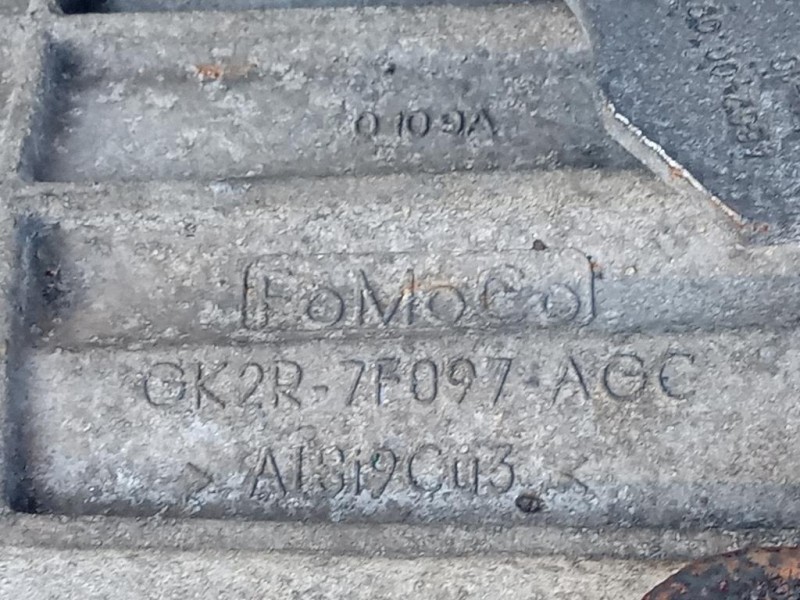 0109A
FoMoCo
GK2R-7F097-AGC
> AlSi9Cu3 <